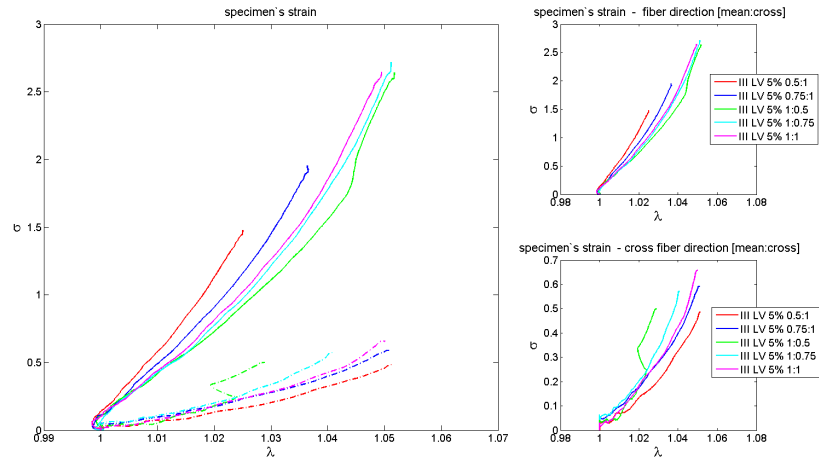 specimen`s strain
3
2.5
2
1.5
1
0.5
0
σ
0.99
1
1.01
1.02
1.03
1.04
1.05
1.06
1.07
λ
specimen`s strain - fiber direction [mean:cross]
3
2.5
2
1.5
1
0.5
0
σ
0.98
1
1.02
1.04
1.06
1.08
λ
III LV 5% 0.5:1
III LV 5% 0.75:1
III LV 5% 1:0.5
III LV 5% 1:0.75
III LV 5% 1:1
specimen`s strain - cross fiber direction [mean:cross]
0.7
0.6
0.5
0.4
0.3
0.2
0.1
0
σ
0.98
1
1.02
1.04
1.06
1.08
λ
III LV 5% 0.5:1
III LV 5% 0.75:1
III LV 5% 1:0.5
III LV 5% 1:0.75
III LV 5% 1:1